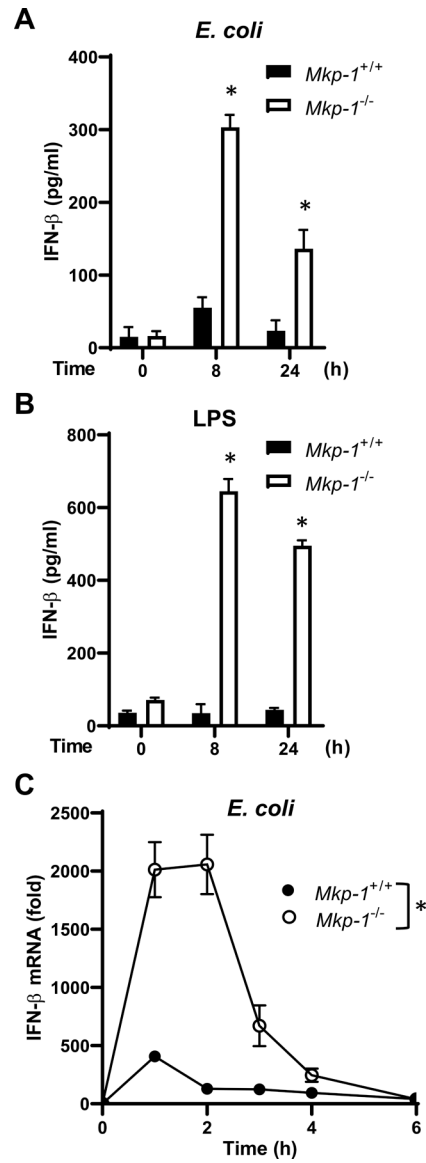 A
E. coli
Mkp-1+/+
Mkp-1-/-
IFN-β (pg/ml)
400
300
200
100
0
*
*
Time 0 8 24 (h)
B
LPS
Mkp-1+/+
Mkp-1-/-
IFN-β (pg/ml)
800
600
400
200
0
*
*
Time 0 8 24 (h)
C
E. coli
Mkp-1+/+
Mkp-1-/-
*
IFN-β mRNA (fold)
2500
2000
1500
1000
500
0
0 2 4 6
Time (h)